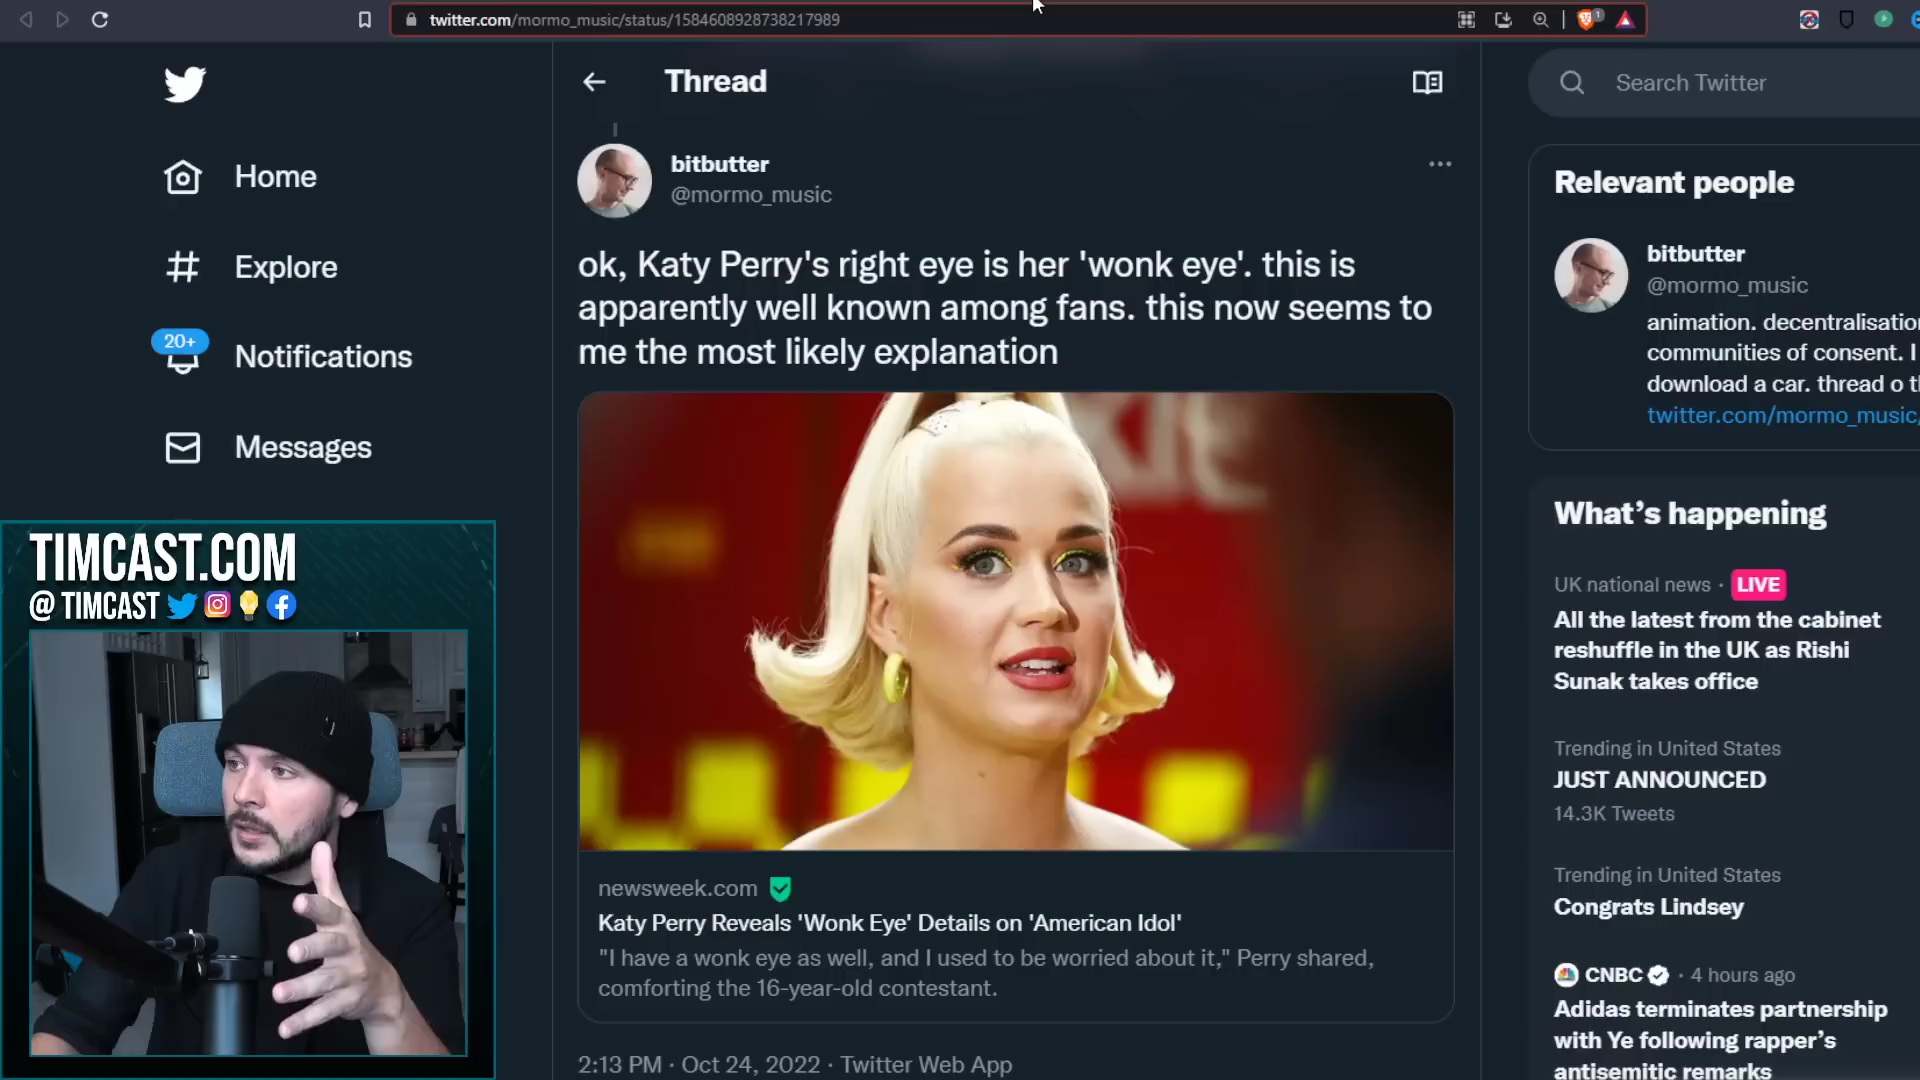 twitter.com/mormo_music/status/1584608928738217989
1
Thread
Search Twitter
Home
Explore
20+
Notifications
Messages
bitbutter
@mormo_music
ok, Katy Perry's right eye is her 'wonk eye'. this is
apparently well known among fans. this now seems to
me the most likely explanation
newsweek.com
Katy Perry Reveals 'Wonk Eye' Details on 'American Idol'
"I have a wonk eye as well, and I used to be worried about it," Perry shared,
comforting the 16-year-old contestant.
2:13 PM · Oct 24, 2022 · Twitter Web App
Relevant people
bitbutter
@mormo_music
animation. decentralisation
communities of consent. I
download a car. thread o
twitter.com/mormo_music/
What's happening
UK national news · LIVE
All the latest from the cabinet
reshuffle in the UK as Rishi
Sunak takes office
Trending in United States
JUST ANNOUNCED
14.3K Tweets
Trending in United States
Congrats Lindsey
CNBC · 4 hours ago
Adidas terminates partnership
with Ye following rapper's
antisemitic remarks
TIMCAST.COM
@ TIMCAST